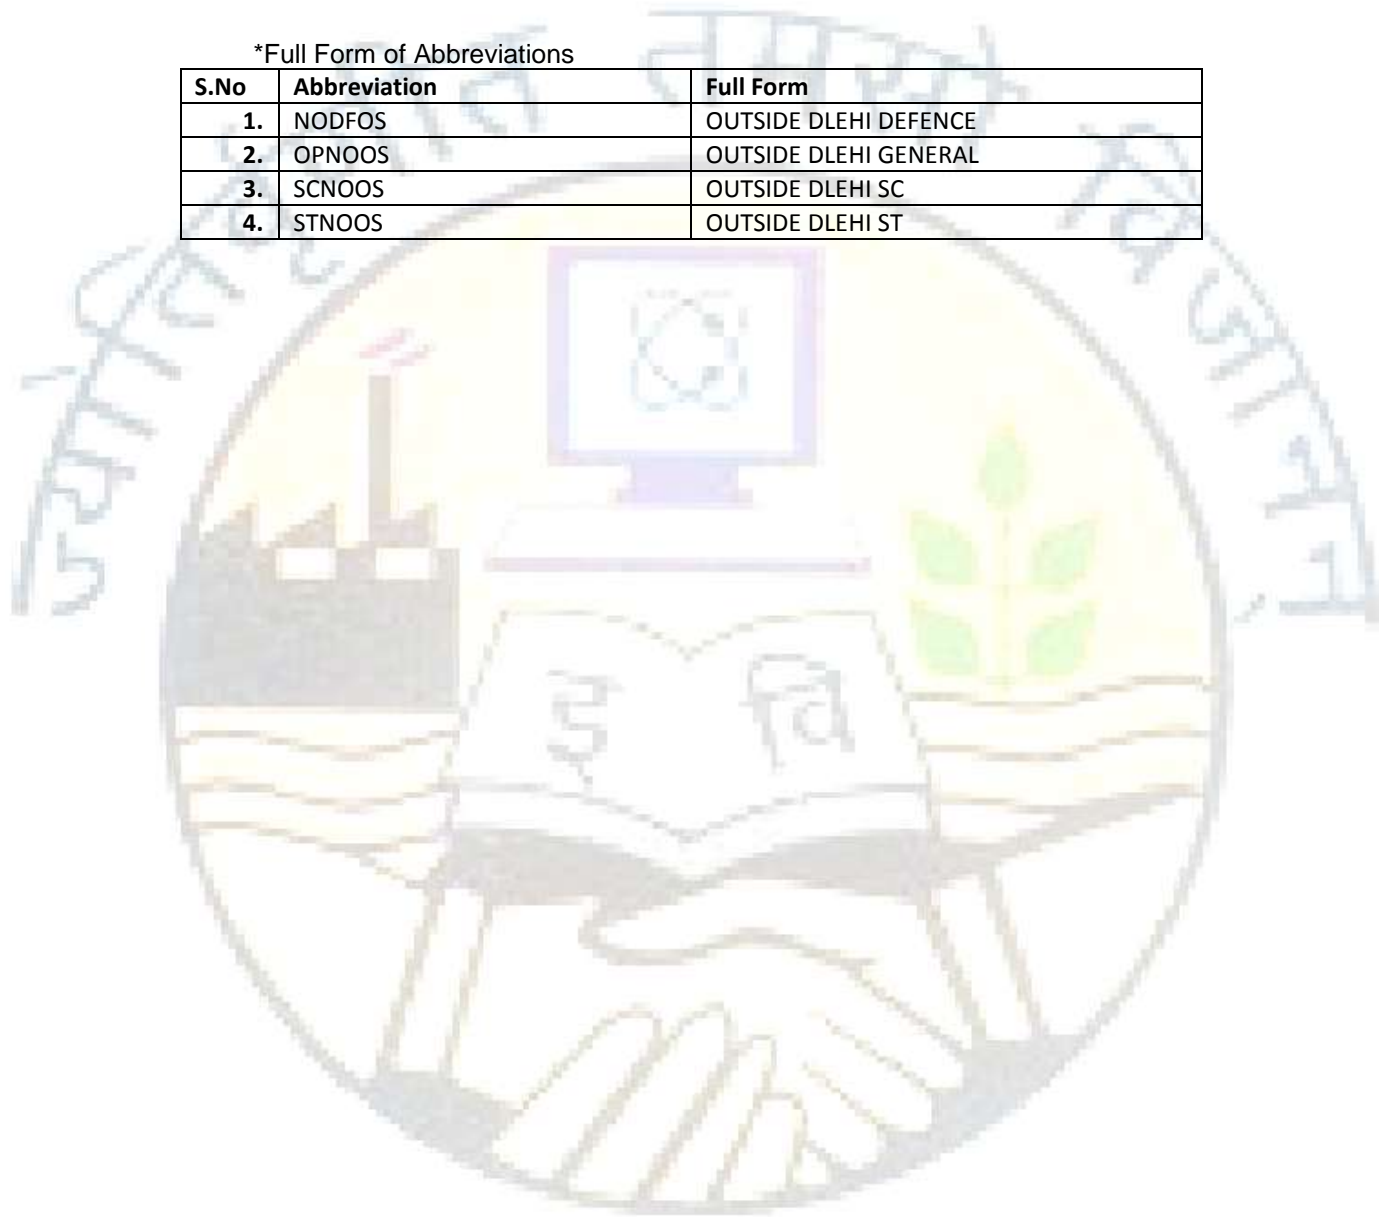 *Full Form of Abbreviations
S.No Abbreviation Full Form
1. NODFOS OUTSIDE DLEHI DEFENCE
2. OPNOOS OUTSIDE DLEHI GENERAL
3. SCNOOS OUTSIDE DLEHI SC
4. STNOOS OUTSIDE DLEHI ST
इ वि